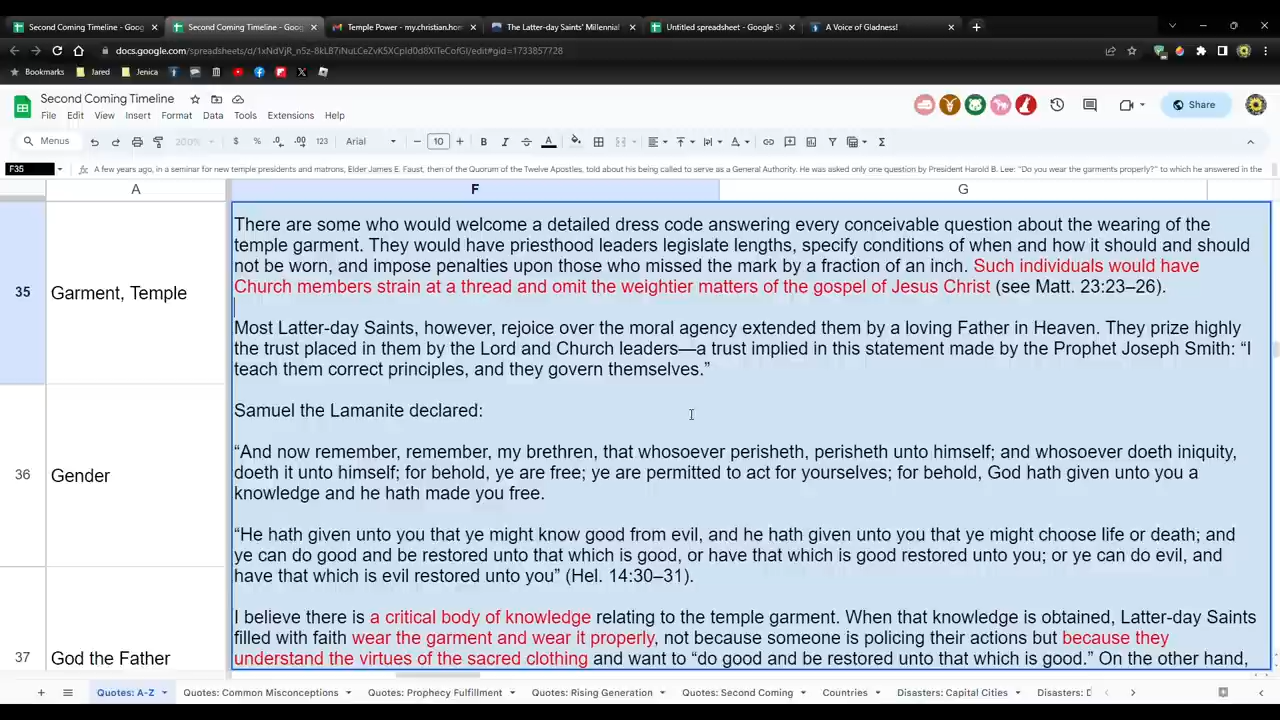 Second Coming Timeline - Goog
Second Coming Timeline - Goog
Temple Power - my.christian.hom
The Latter-day Saints' Millennial
Untitled spreadsheet - Google Sh
A Voice of Gladness!
Bookmarks
Jared
Jenica
Second Coming Timeline
File Edit View Insert Format Data Tools Extensions Help
Share
Menus
200%
$ % .0 .00 123
Arial
10
F35
A few years ago, in a seminar for new temple presidents and matrons, Elder James E. Faust, then of the Quorum of the Twelve Apostles, told about his being called to serve as a General Authority. He was asked only one question by President Harold B. Lee: "Do you wear the garments properly?" to which he answered in the
A F G
35
Garment, Temple
There are some who would welcome a detailed dress code answering every conceivable question about the wearing of the
temple garment. They would have priesthood leaders legislate lengths, specify conditions of when and how it should and should
not be worn, and impose penalties upon those who missed the mark by a fraction of an inch. Such individuals would have
Church members strain at a thread and omit the weightier matters of the gospel of Jesus Christ (see Matt. 23:23–26).
Most Latter-day Saints, however, rejoice over the moral agency extended them by a loving Father in Heaven. They prize highly
the trust placed in them by the Lord and Church leaders—a trust implied in this statement made by the Prophet Joseph Smith: “I
teach them correct principles, and they govern themselves.”
Samuel the Lamanite declared:
36
Gender
“And now remember, remember, my brethren, that whosoever perisheth, perisheth unto himself; and whosoever doeth iniquity,
doeth it unto himself; for behold, ye are free; ye are permitted to act for yourselves; for behold, God hath given unto you a
knowledge and he hath made you free.
“He hath given unto you that ye might know good from evil, and he hath given unto you that ye might choose life or death; and
ye can do good and be restored unto that which is good, or have that which is good restored unto you; or ye can do evil, and
have that which is evil restored unto you” (Hel. 14:30–31).
37
God the Father
I believe there is a critical body of knowledge relating to the temple garment. When that knowledge is obtained, Latter-day Saints
filled with faith wear the garment and wear it properly, not because someone is policing their actions but because they
understand the virtues of the sacred clothing and want to “do good and be restored unto that which is good.” On the other hand,
Quotes: A-Z
Quotes: Common Misconceptions
Quotes: Prophecy Fulfillment
Quotes: Rising Generation
Quotes: Second Coming
Countries
Disasters: Capital Cities
Disasters: D